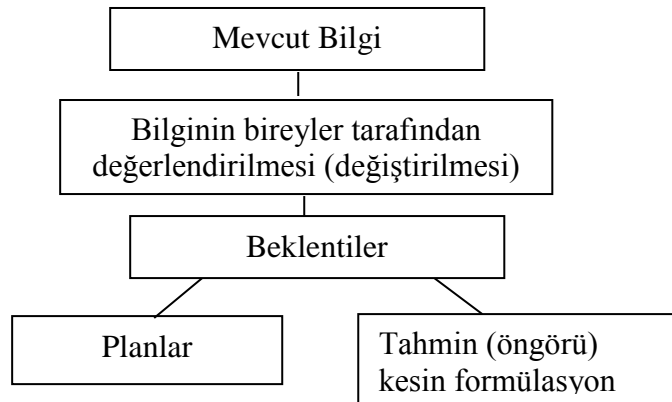 Mevcut Bilgi
Bilginin bireyler tarafından
değerlendirilmesi (değiştirilmesi)
Beklentiler
Planlar
Tahmin (öngörü)
kesin formülasyon